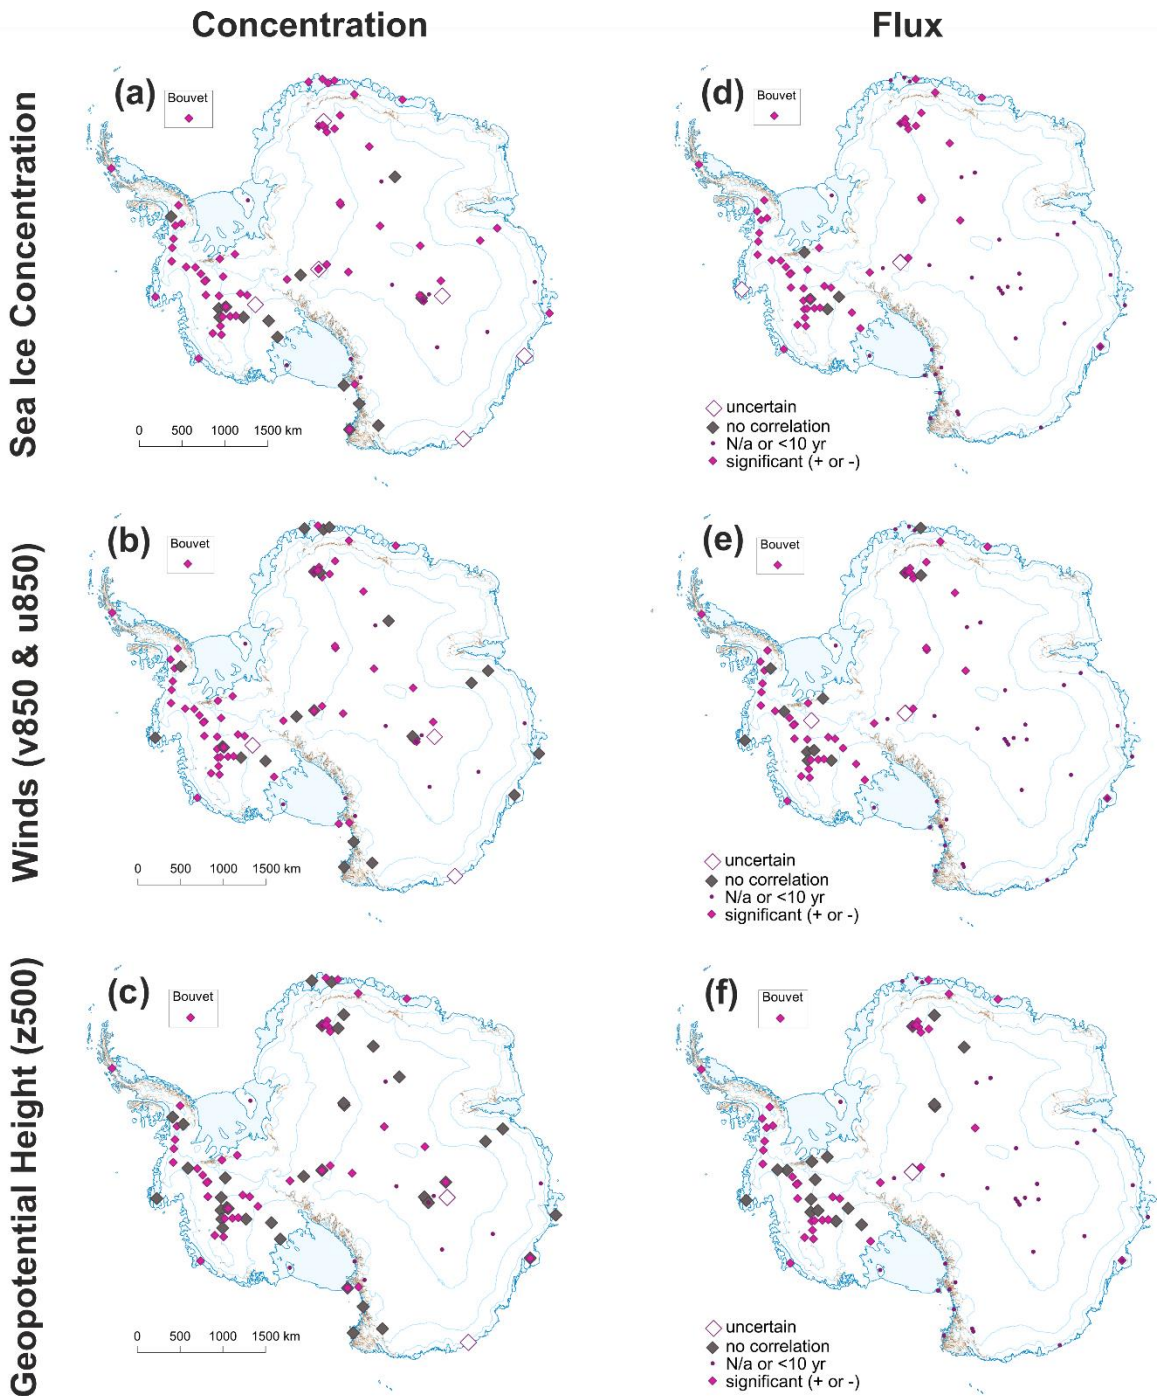 Concentration
Flux
Sea Ice Concentration
(a)
Bouvet
0 500 1000 1500 km
(d)
Bouvet
uncertain
no correlation
N/a or <10 yr
significant (+ or -)
Winds (v850 & u850)
(b)
Bouvet
0 500 1000 1500 km
(e)
Bouvet
uncertain
no correlation
N/a or <10 yr
significant (+ or -)
Geopotential Height (z500)
(c)
Bouvet
0 500 1000 1500 km
(f)
Bouvet
uncertain
no correlation
N/a or <10 yr
significant (+ or -)